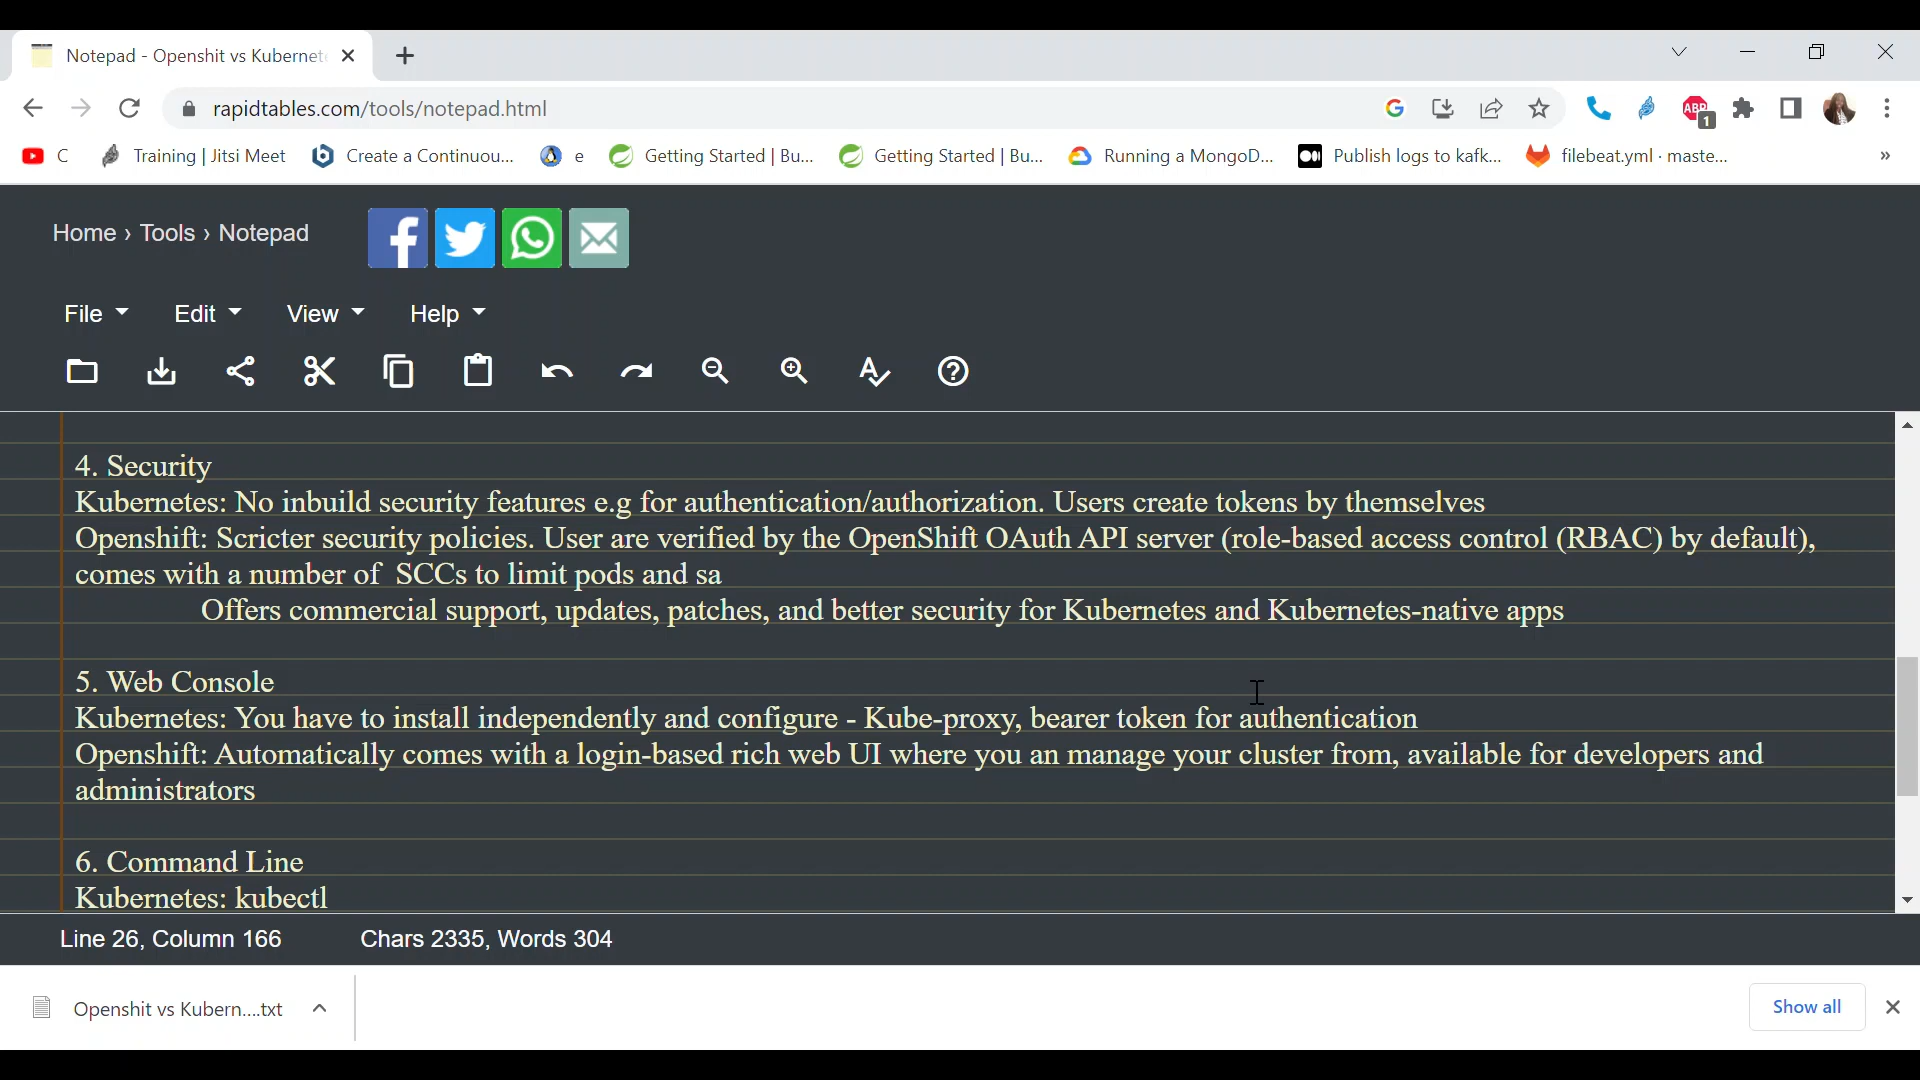 Notepad - Openshit vs Kubernet
rapidtables.com/tools/notepad.html
ABP
1
C
Training | Jitsi Meet
Create a Continuou...
e
Getting Started | Bu...
Getting Started | Bu...
Running a MongoD...
Publish logs to kafk...
filebeat.yml · maste...
»
Home › Tools › Notepad
File
Edit
View
Help
4. Security
Kubernetes: No inbuild security features e.g for authentication/authorization. Users create tokens by themselves
Openshift: Scricter security policies. User are verified by the OpenShift OAuth API server (role-based access control (RBAC) by default),
comes with a number of  SCCs to limit pods and sa
Offers commercial support, updates, patches, and better security for Kubernetes and Kubernetes-native apps
5. Web Console
Kubernetes: You have to install independently and configure - Kube-proxy, bearer token for authentication
Openshift: Automatically comes with a login-based rich web UI where you an manage your cluster from, available for developers and
administrators
6. Command Line
Kubernetes: kubectl
Line 26, Column 166
Chars 2335, Words 304
Openshit vs Kubern....txt
Show all